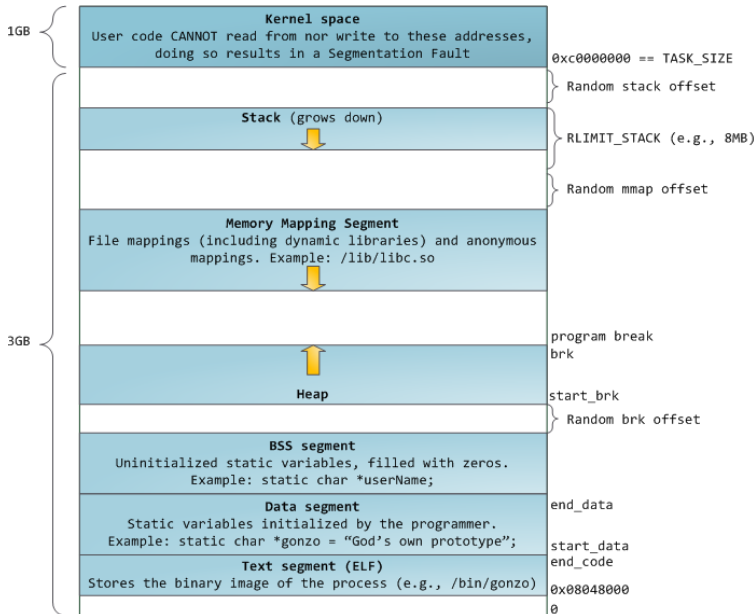 Kernel space
1GB
User code CANNOT read from nor write to these addresses,
doing so results in a Segmentation Fault
0xc0000000 == TASK_SIZE
Random stack offset
Stack (grows down)
RLIMIT_STACK (e.g., 8MB)
Random mmap offset
Memory Mapping Segment
File mappings (including dynamic libraries) and anonymous
mappings. Example: /lib/libc.so
3GB
program break
brk
Heap
start_brk
Random brk offset
BSS segment
Uninitialized static variables, filled with zeros.
Example: static char *userName;
Data segment
end_data
Static variables initialized by the programmer.
Example: static char *gonzo = “God’s own prototype”;
start_data
end_code
Text segment (ELF)
Stores the binary image of the process (e.g., /bin/gonzo)
0x08048000
0